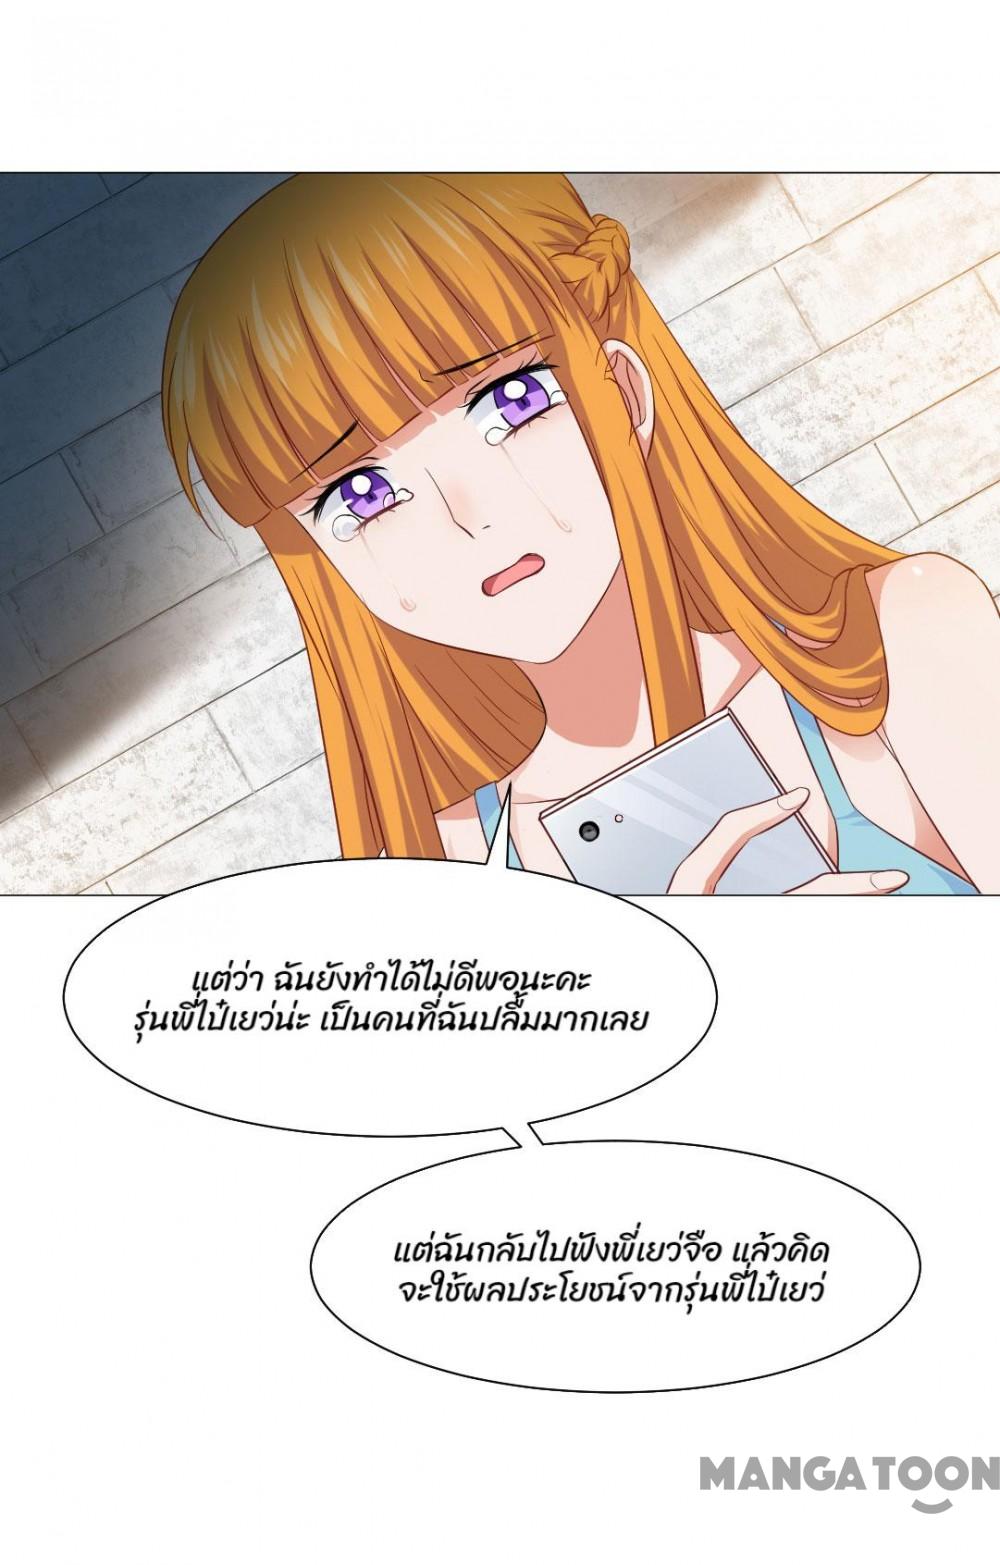 แต่ว่า ฉันยังทำได้ไม่ดีพอนะคะ
รุ่นพี่ไป๋เยว่น่ะ เป็นคนที่ฉันปลื้มมากเลย
แต่ฉันกลับไปฟังพี่เยว่จือ แล้วคิด
จะใช้ผลประโยชน์จากรุ่นพี่ไป๋เยว่
MANGATOON